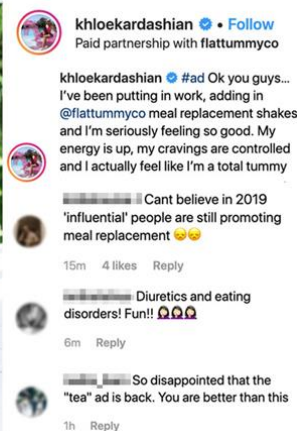 khloekardashian • Follow
Paid partnership with flattummyco
khloekardashian #ad Ok you guys...
I've been putting in work, adding in
@flattummyco meal replacement shakes
and I'm seriously feeling so good. My
energy is up, my cravings are controlled
and I actually feel like I'm a total tummy
Cant believe in 2019
'influential' people are still promoting
meal replacement 😞😞
15m 4 likes Reply
Diuretics and eating
disorders! Fun!! 🤦🏻‍♀️🤦🏻‍♀️🤦🏻‍♀️
6m Reply
So disappointed that the
"tea" ad is back. You are better than this
1h Reply